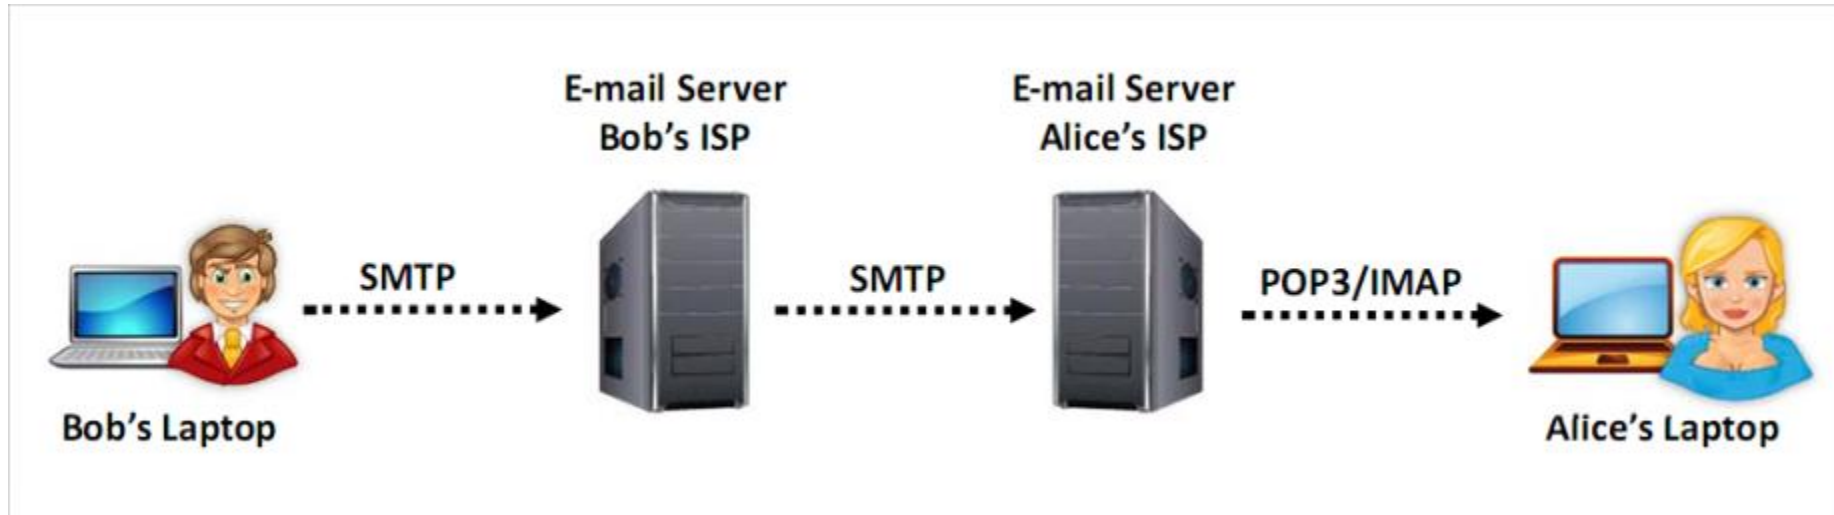 E-mail Server
Bob's ISP
E-mail Server
Alice's ISP
SMTP
SMTP
POP3/IMAP
Bob's Laptop
Alice's Laptop